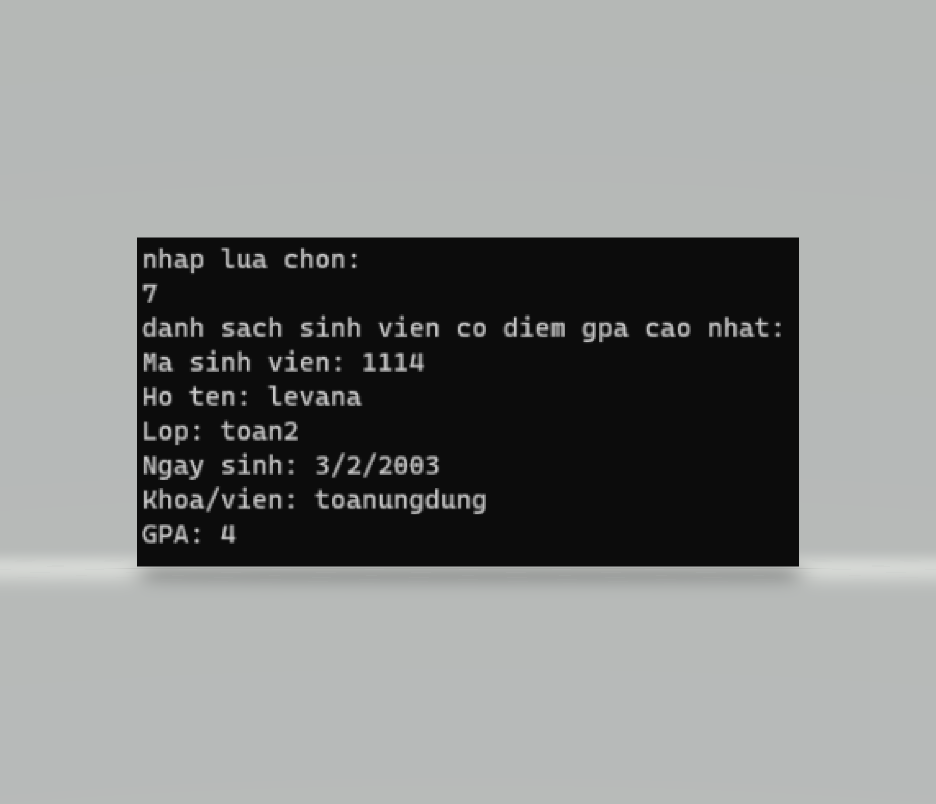 nhap lua chon:
7
danh sach sinh vien co diem gpa cao nhat:
Ma sinh vien: 1114
Ho ten: levana
Lop: toan2
Ngay sinh: 3/2/2003
Khoa/vien: toanungdung
GPA: 4